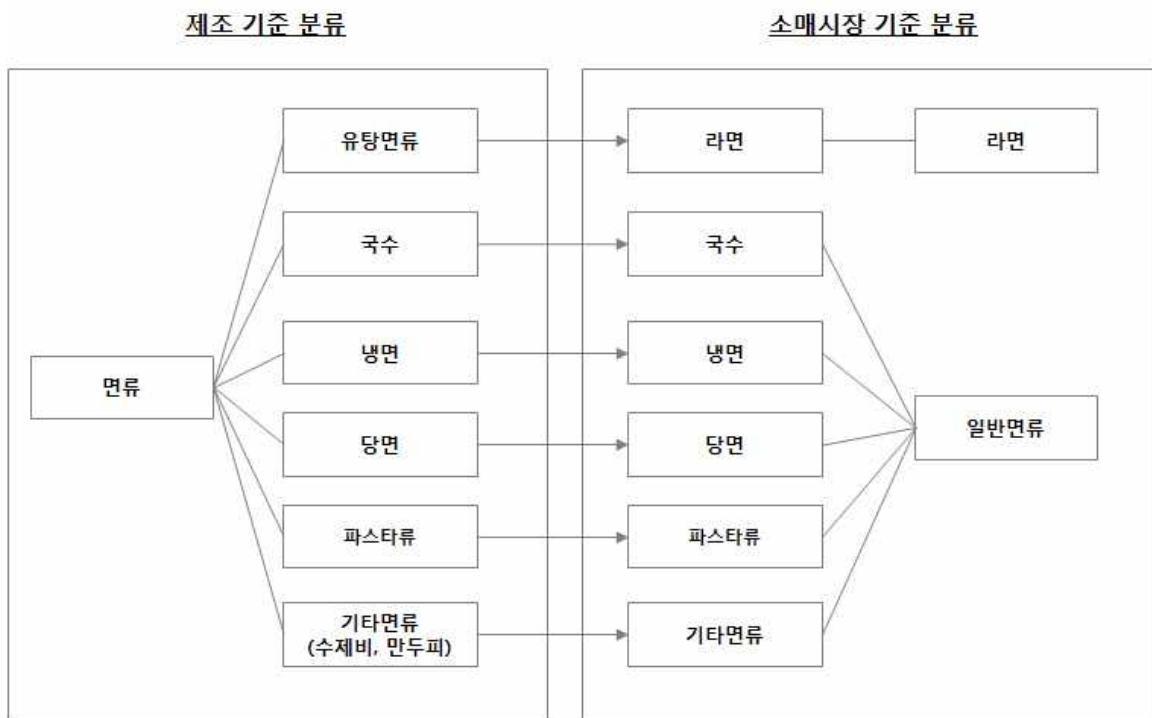 제조 기준 분류
소매시장 기준 분류
유탕면류
라면
라면
국수
국수
냉면
냉면
면류
일반면류
당면
당면
파스타류
파스타류
기타면류
(수제비, 만두피)
기타면류